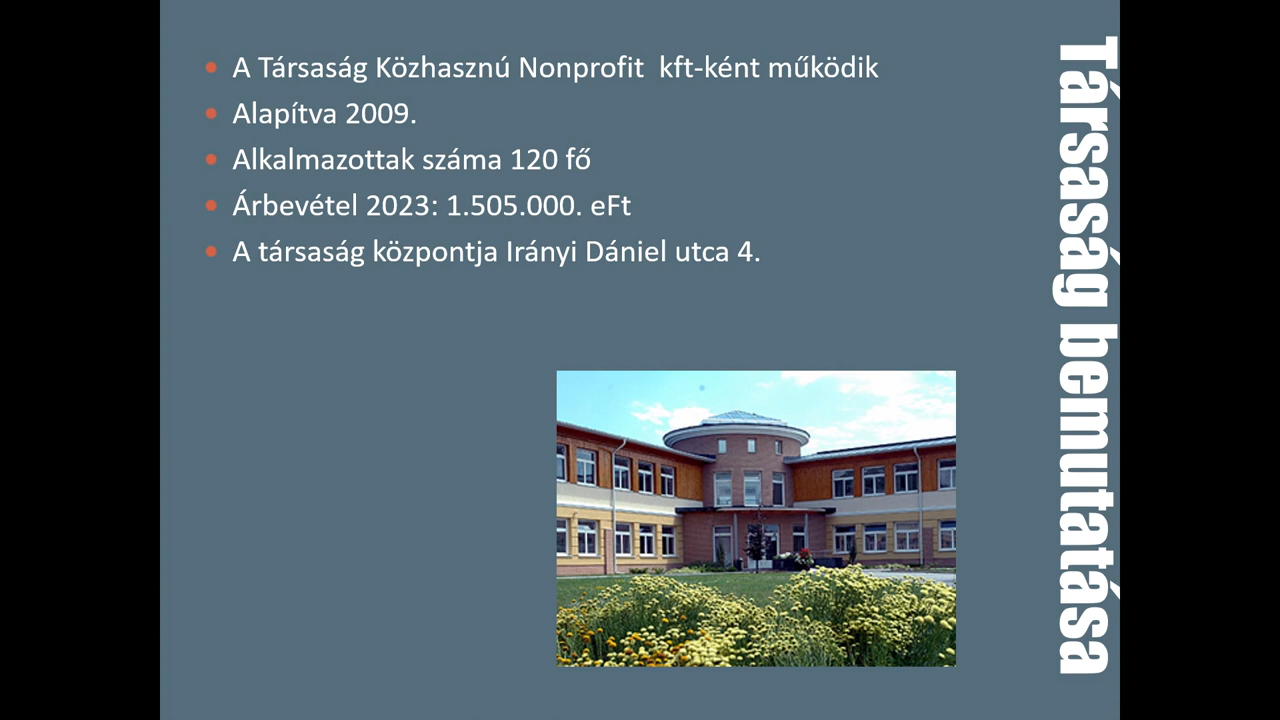 Társaság bemutatása
A Társaság Közhasznú Nonprofit  kft-ként működik
Alapítva 2009.
Alkalmazottak száma 120 fő
Árbevétel 2023: 1.505.000. eFt
A társaság központja Irányi Dániel utca 4.